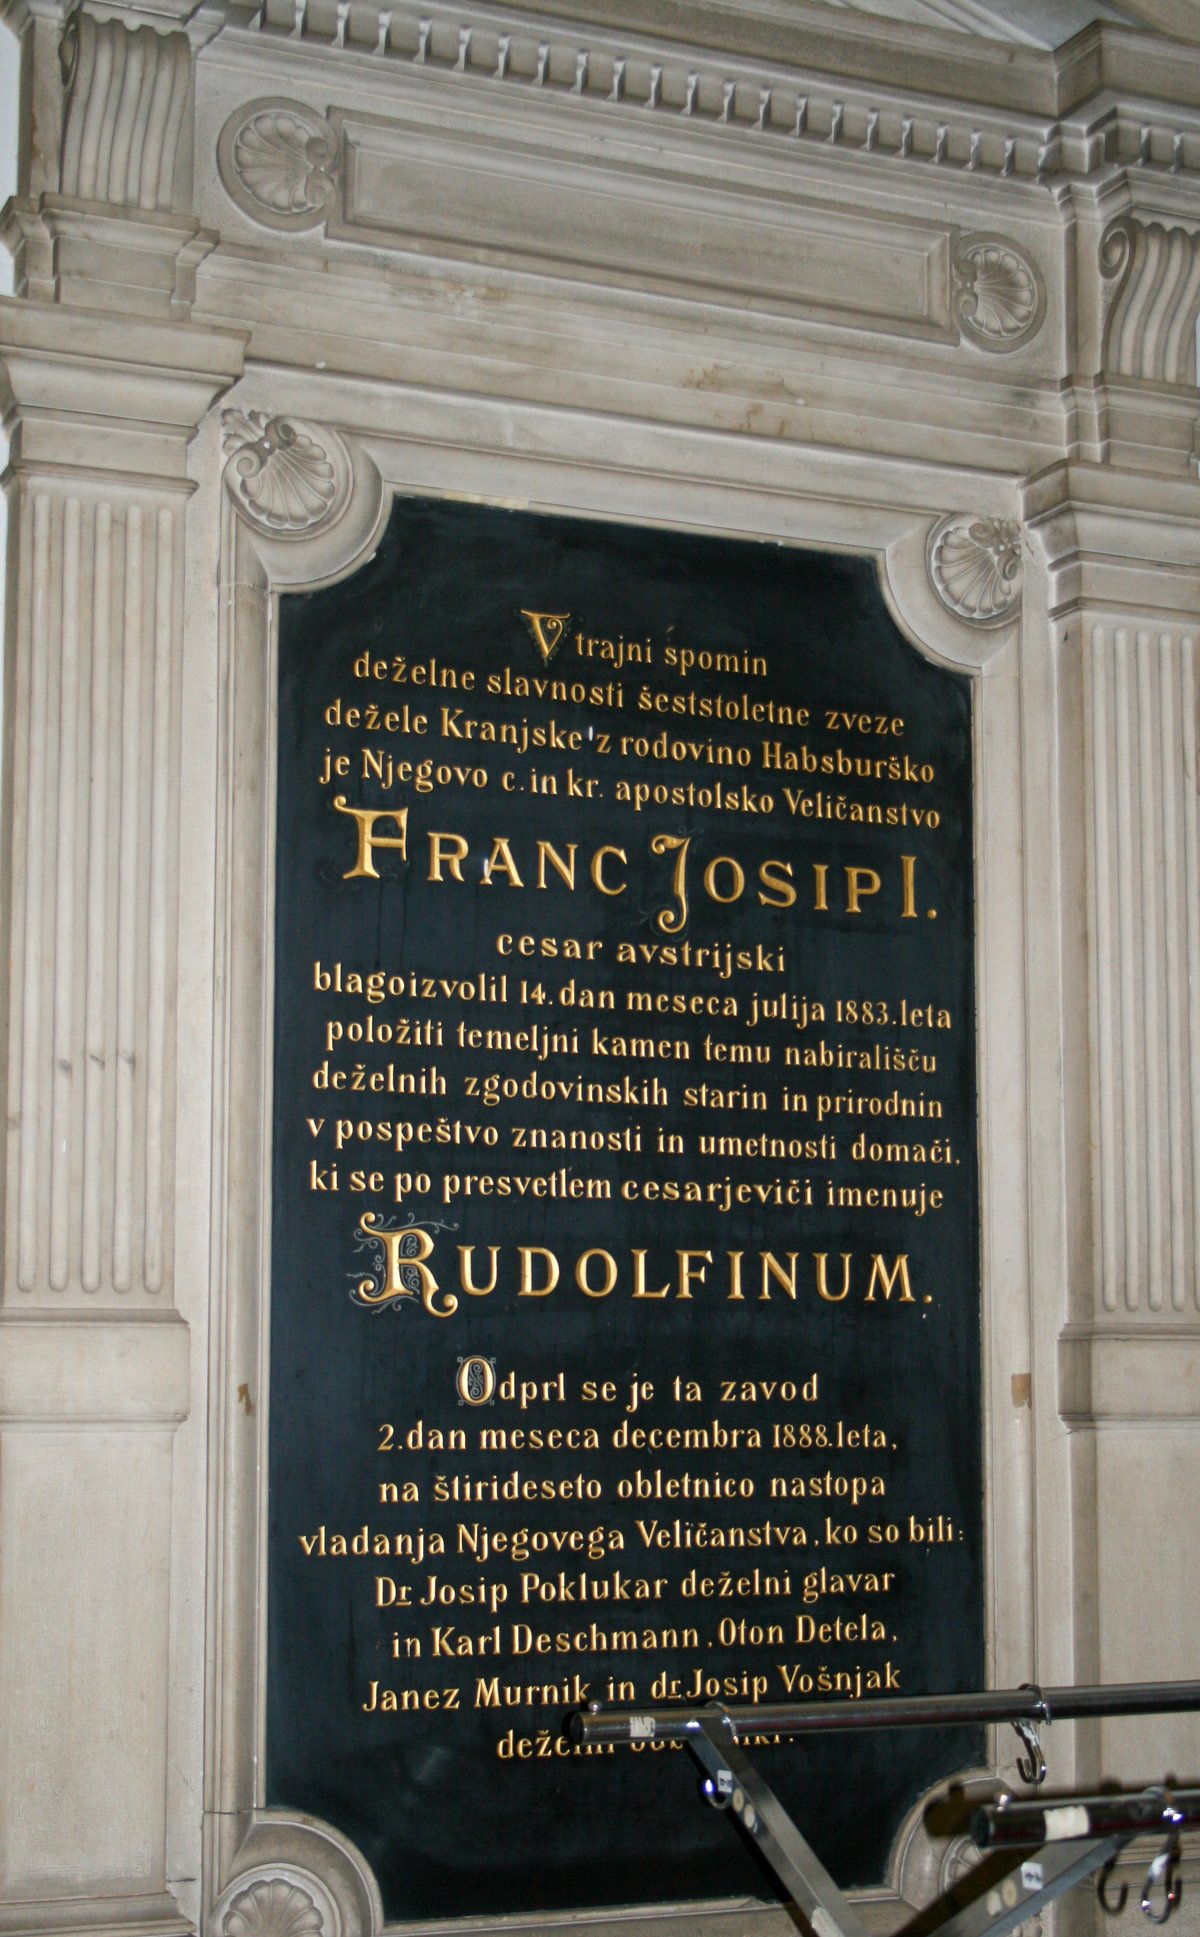 V trajni spomin
deželne slavnosti šeststoletne zveze
dežele Kranjske z rodovino Habsburško
je Njegovo c. in kr. apostolsko Veličanstvo
FRANC JOSIP I.
cesar avstrijski
blagoizvolil 14. dan meseca julija 1883. leta
položiti temeljni kamen temu nabirališču
deželnih zgodovinskih starin in prirodnin
v pospeštvo znanosti in umetnosti domači,
ki se po presvetlem cesarjeviči imenuje
RUDOLFINUM.
Odprl se je ta zavod
2. dan meseca decembra 1888. leta,
na štirideseto obletnico nastopa
vladanja Njegovega Veličanstva, ko so bili:
Dr Josip Poklukar deželni glavar
in Karl Deschmann, Oton Detela,
Janez Murnik in dr Josip Vošnjak
deželni